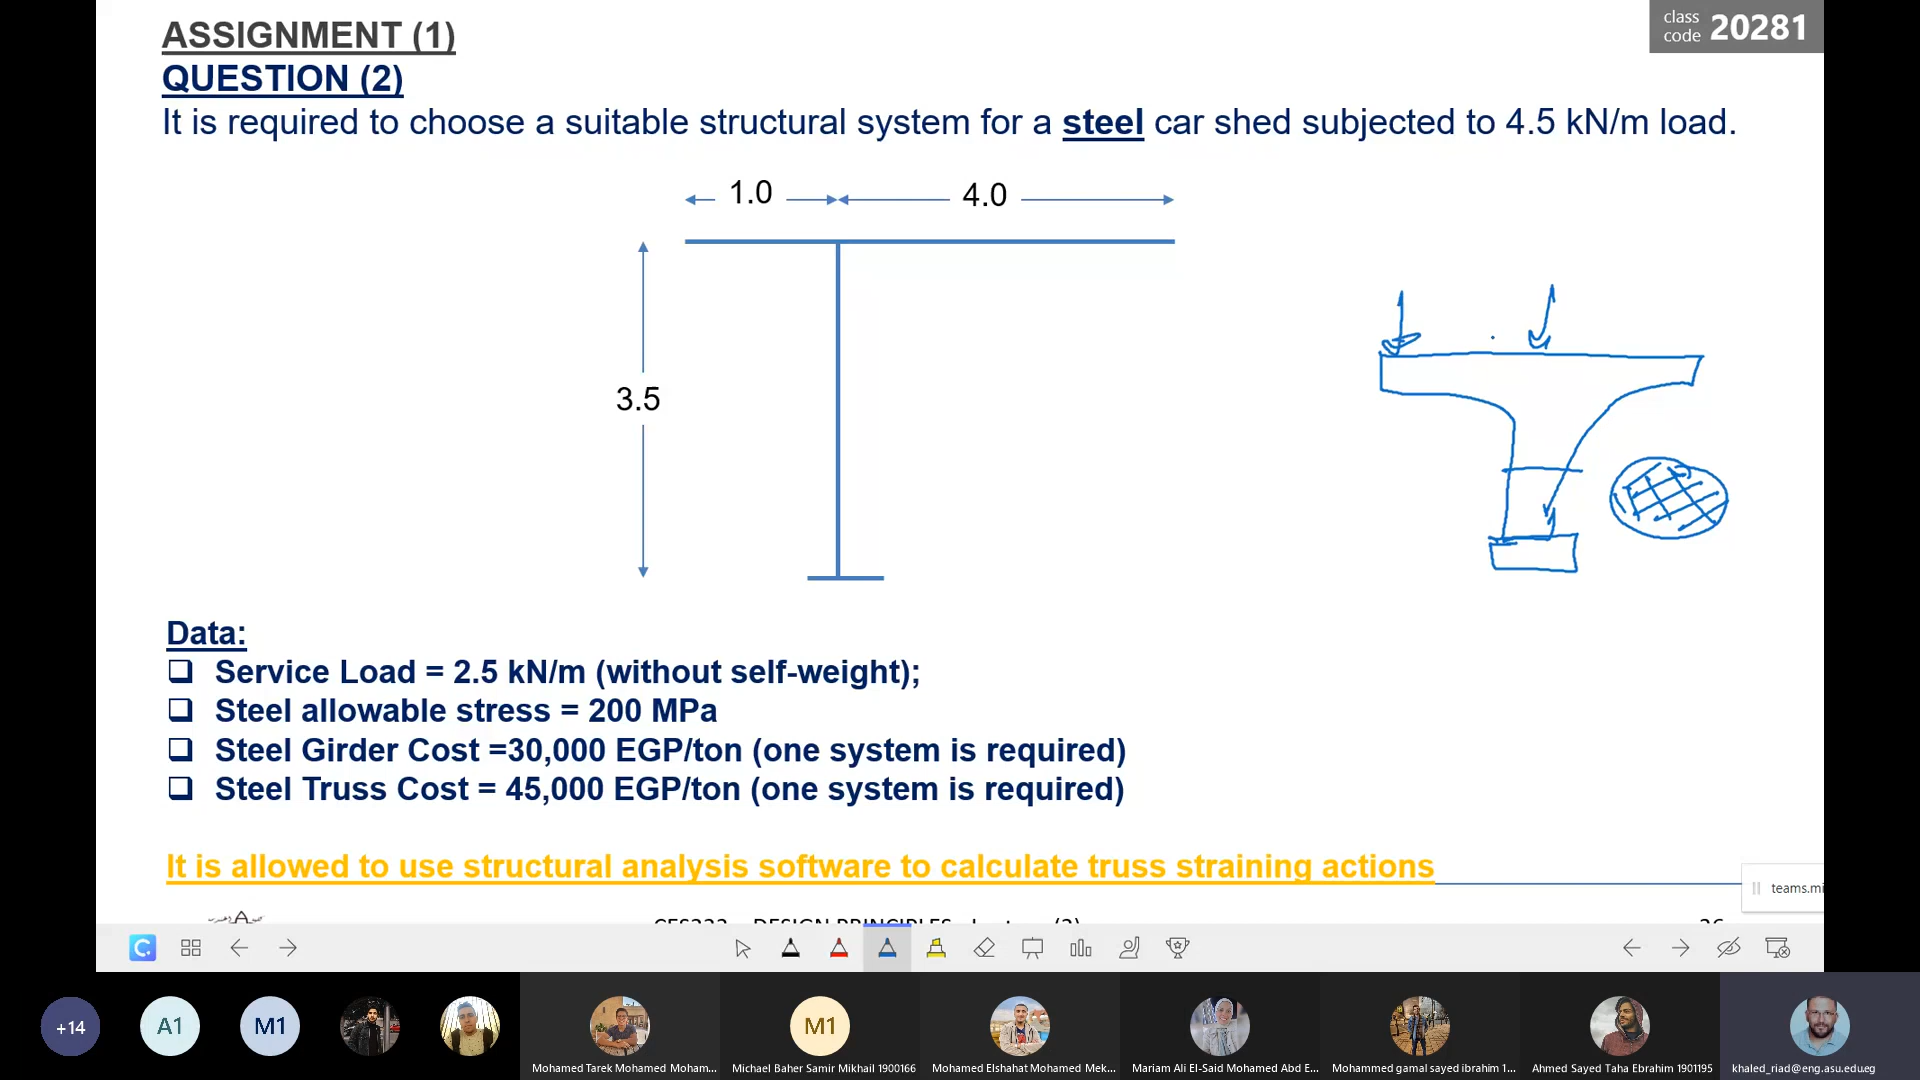 ASSIGNMENT (1)
class code 20281
QUESTION (2)
It is required to choose a suitable structural system for a steel car shed subjected to 4.5 kN/m load.
1.0
4.0
3.5
Data:
❑ Service Load = 2.5 kN/m (without self-weight);
❑ Steel allowable stress = 200 MPa
❑ Steel Girder Cost =30,000 EGP/ton (one system is required)
❑ Steel Truss Cost = 45,000 EGP/ton (one system is required)
It is allowed to use structural analysis software to calculate truss straining actions
teams.mi
+14
A1
M1
M1
Mohamed Tarek Mohamed Moham...
Michael Baher Samir Mikhail 1900166
Mohamed Elshahat Mohamed Mek...
Mariam Ali El-Said Mohamed Abd E...
Mohammed gamal sayed ibrahim 1...
Ahmed Sayed Taha Ebrahim 1901195
khaled_riad@eng.asu.edu.eg